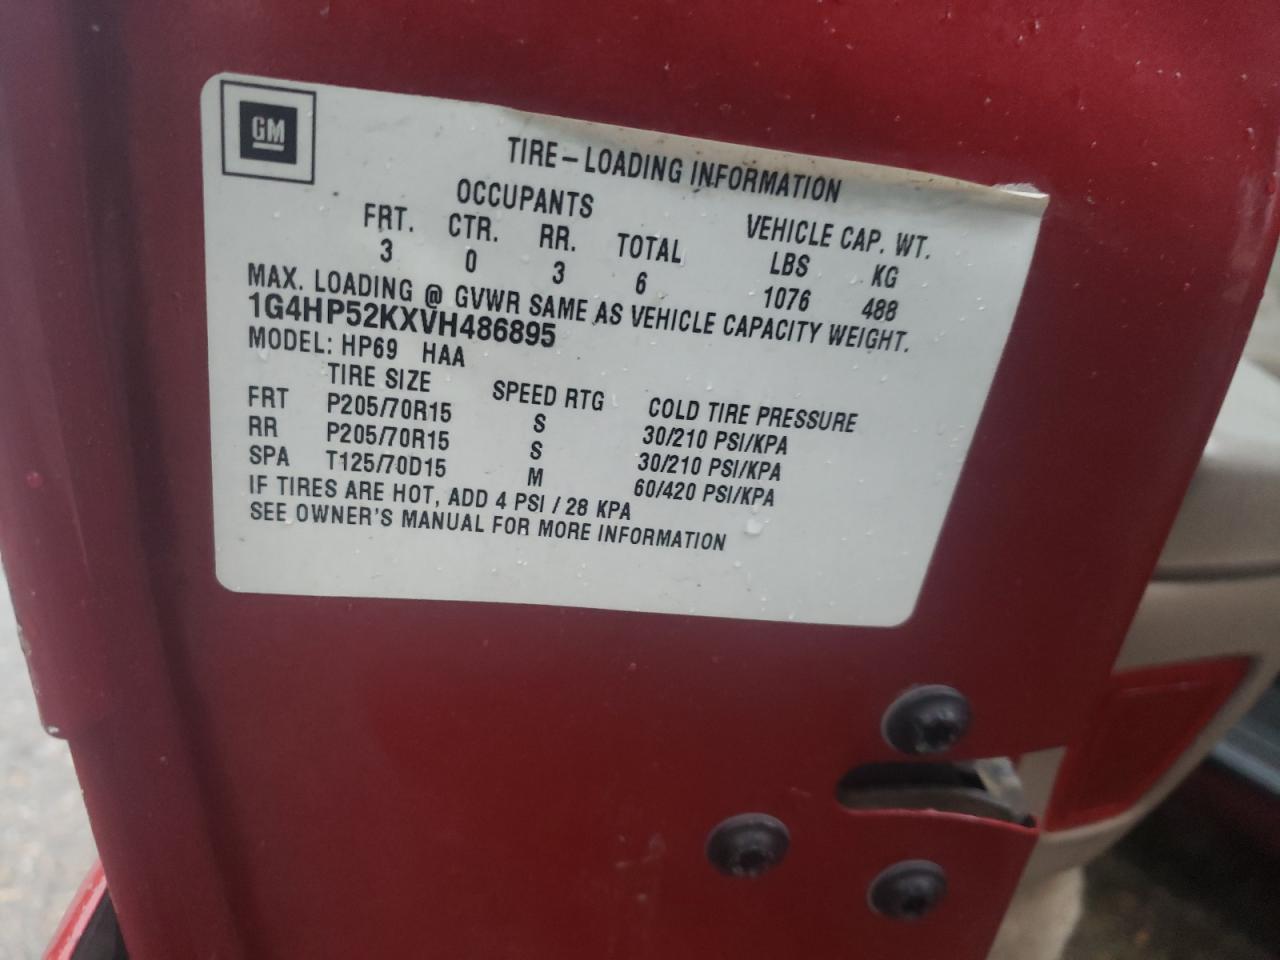 GM
TIRE-LOADING INFORMATION
OCCUPANTS VEHICLE CAP. WT.
FRT. CTR. RR. TOTAL LBS KG
3 0 3 6 1076 488
MAX. LOADING @ GVWR SAME AS VEHICLE CAPACITY WEIGHT.
1G4HP52KXVH486895
MODEL: HP69 HAA
TIRE SIZE SPEED RTG COLD TIRE PRESSURE
FRT P205/70R15 S 30/210 PSI/KPA
RR P205/70R15 S 30/210 PSI/KPA
SPA T125/70D15 M 60/420 PSI/KPA
IF TIRES ARE HOT, ADD 4 PSI / 28 KPA
SEE OWNER'S MANUAL FOR MORE INFORMATION